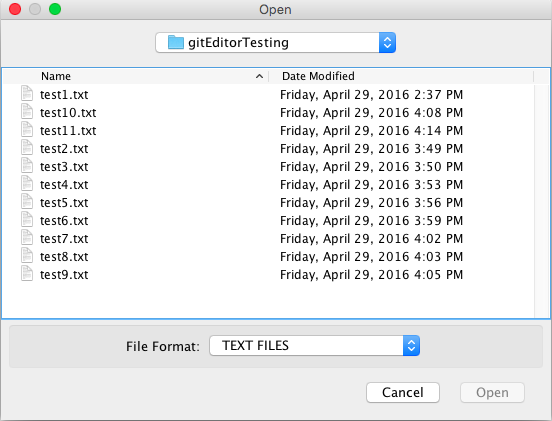 Open
gitEditorTesting
Name Date Modified
test1.txt Friday, April 29, 2016 2:37 PM
test10.txt Friday, April 29, 2016 4:08 PM
test11.txt Friday, April 29, 2016 4:14 PM
test2.txt Friday, April 29, 2016 3:49 PM
test3.txt Friday, April 29, 2016 3:50 PM
test4.txt Friday, April 29, 2016 3:53 PM
test5.txt Friday, April 29, 2016 3:56 PM
test6.txt Friday, April 29, 2016 3:59 PM
test7.txt Friday, April 29, 2016 4:02 PM
test8.txt Friday, April 29, 2016 4:03 PM
test9.txt Friday, April 29, 2016 4:05 PM
File Format: TEXT FILES
Cancel Open